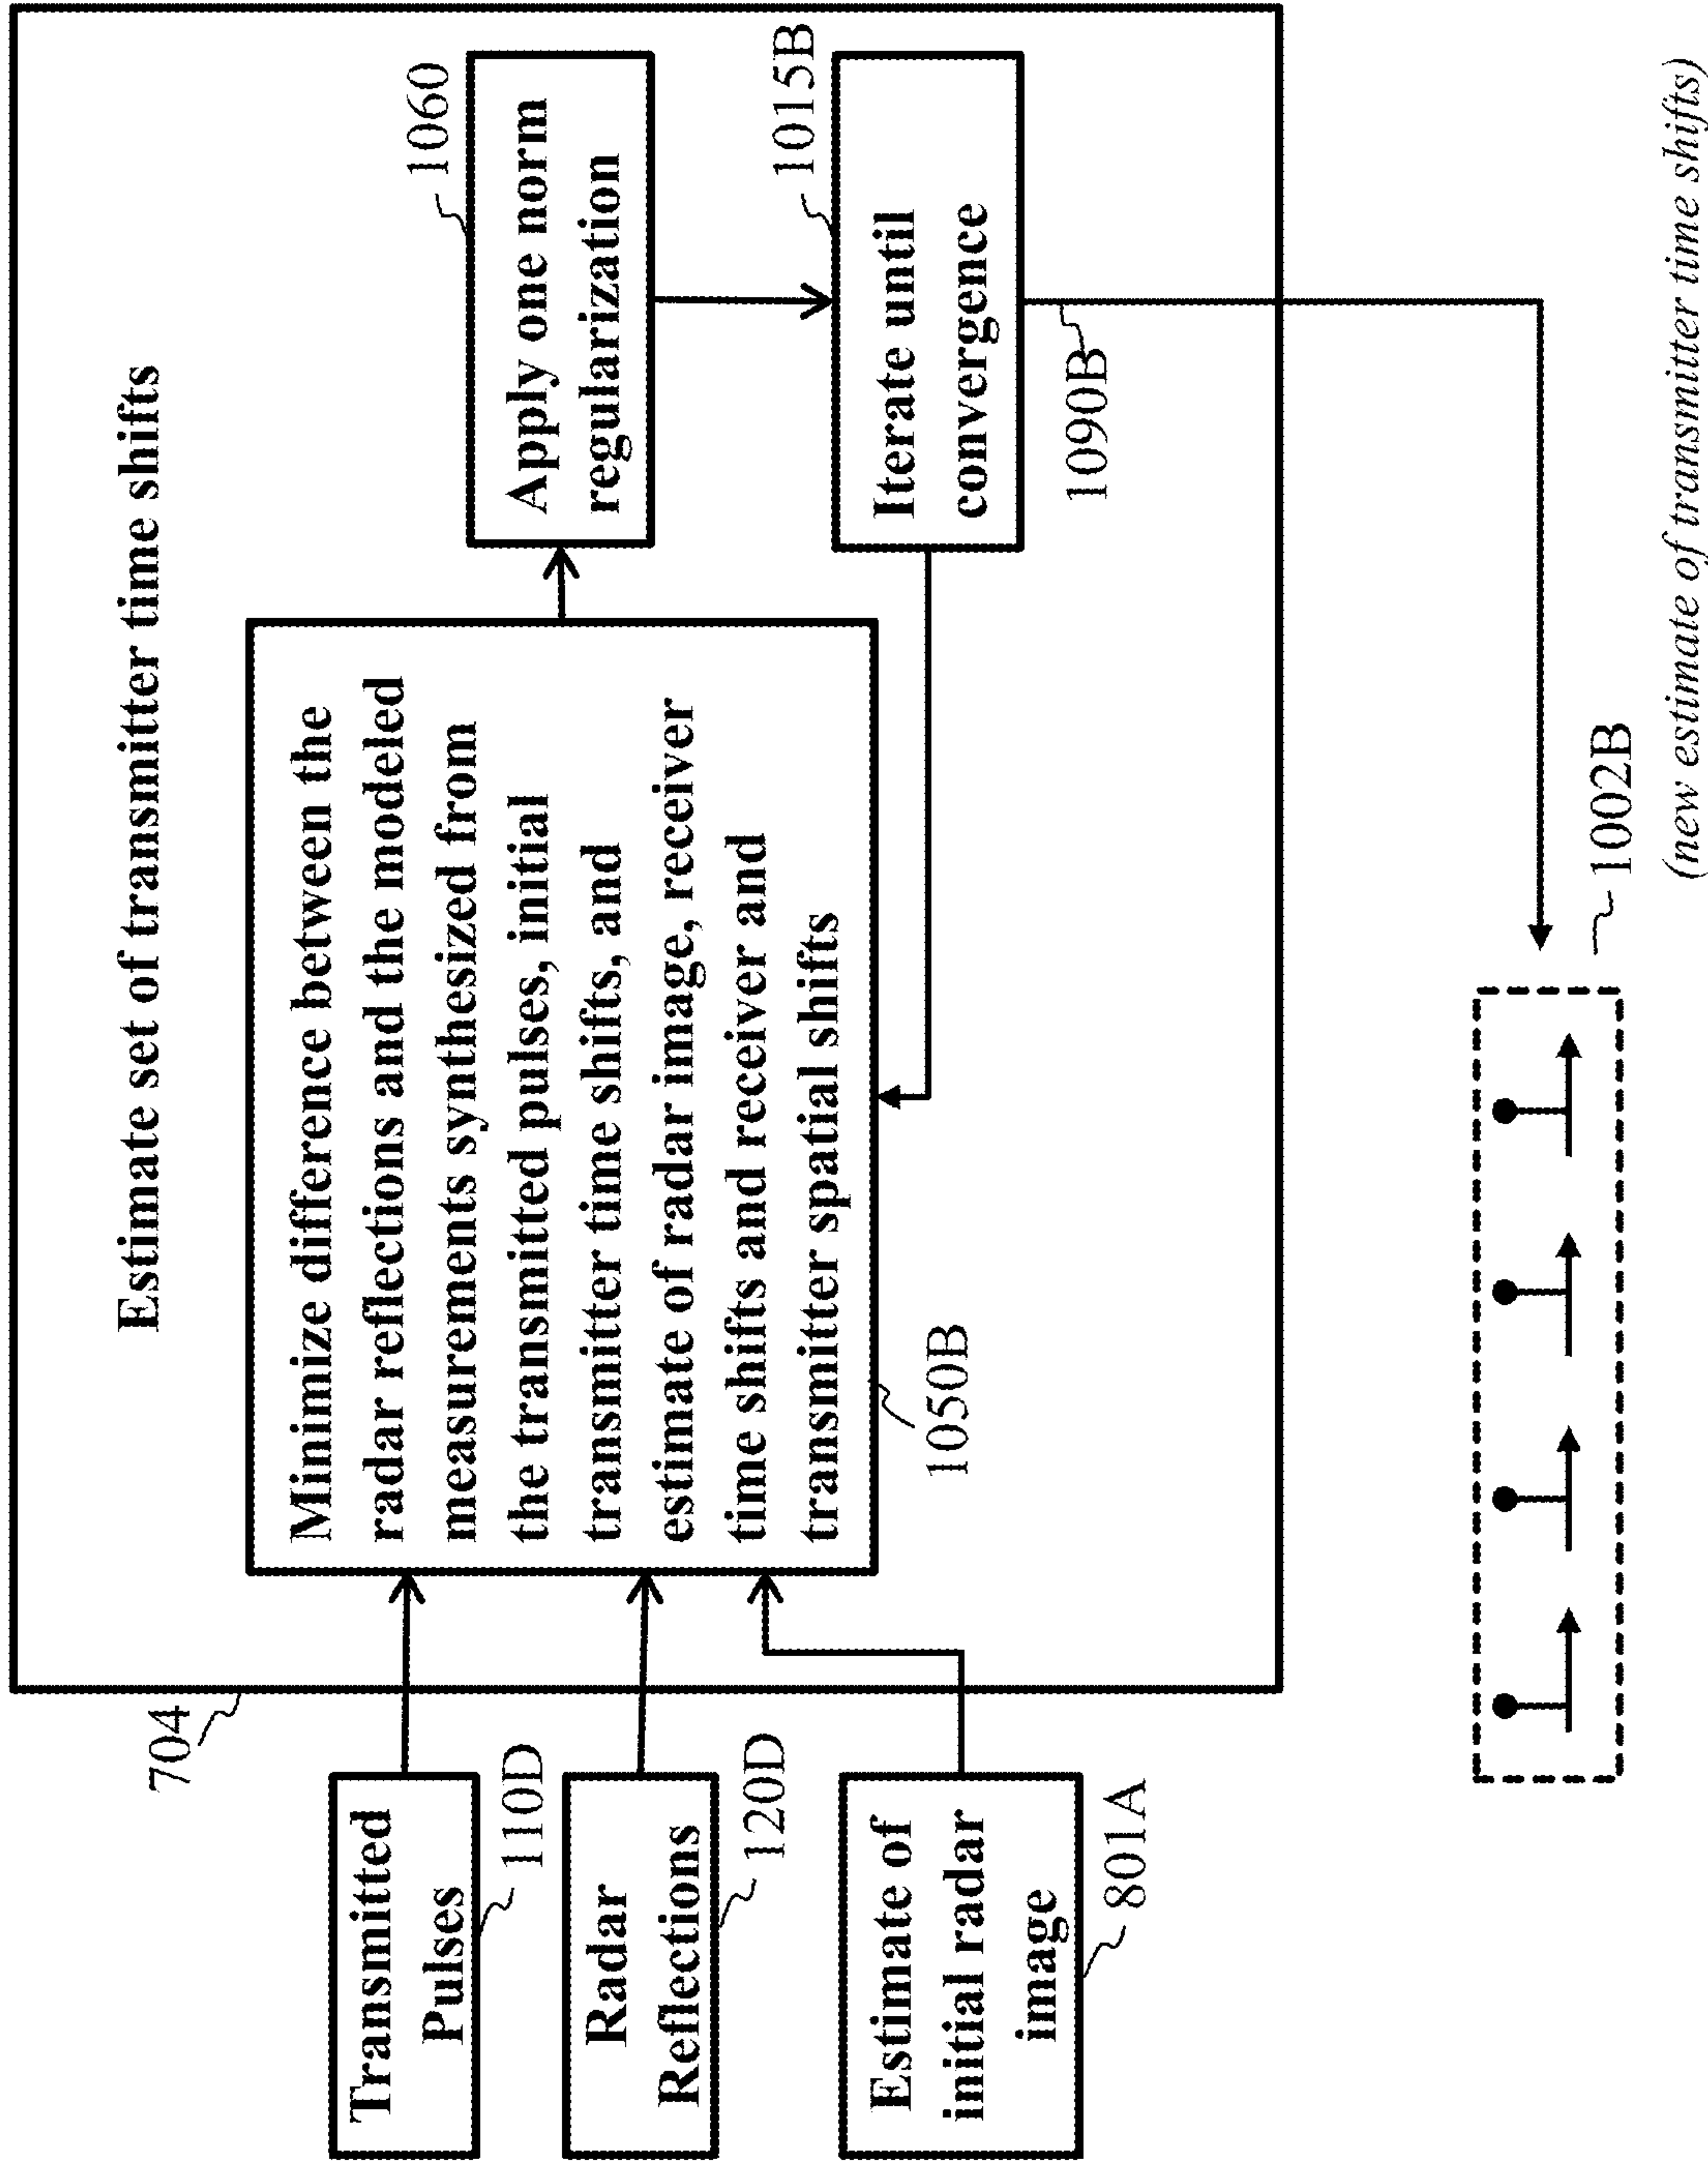 704
Estimate set of transmitter time shifts
Transmitted
Pulses
110D
Radar
Reflections
120D
Estimate of
initial radar
image
801A
Minimize difference between the
radar reflections and the modeled
measurements synthesized from
the transmitted pulses, initial
transmitter time shifts, and
estimate of radar image, receiver
time shifts and receiver and
transmitter spatial shifts
1050B
Apply one norm
regularization
1060
Iterate until
convergence
1015B
1090B
1002B
(new estimate of transmitter time shifts)